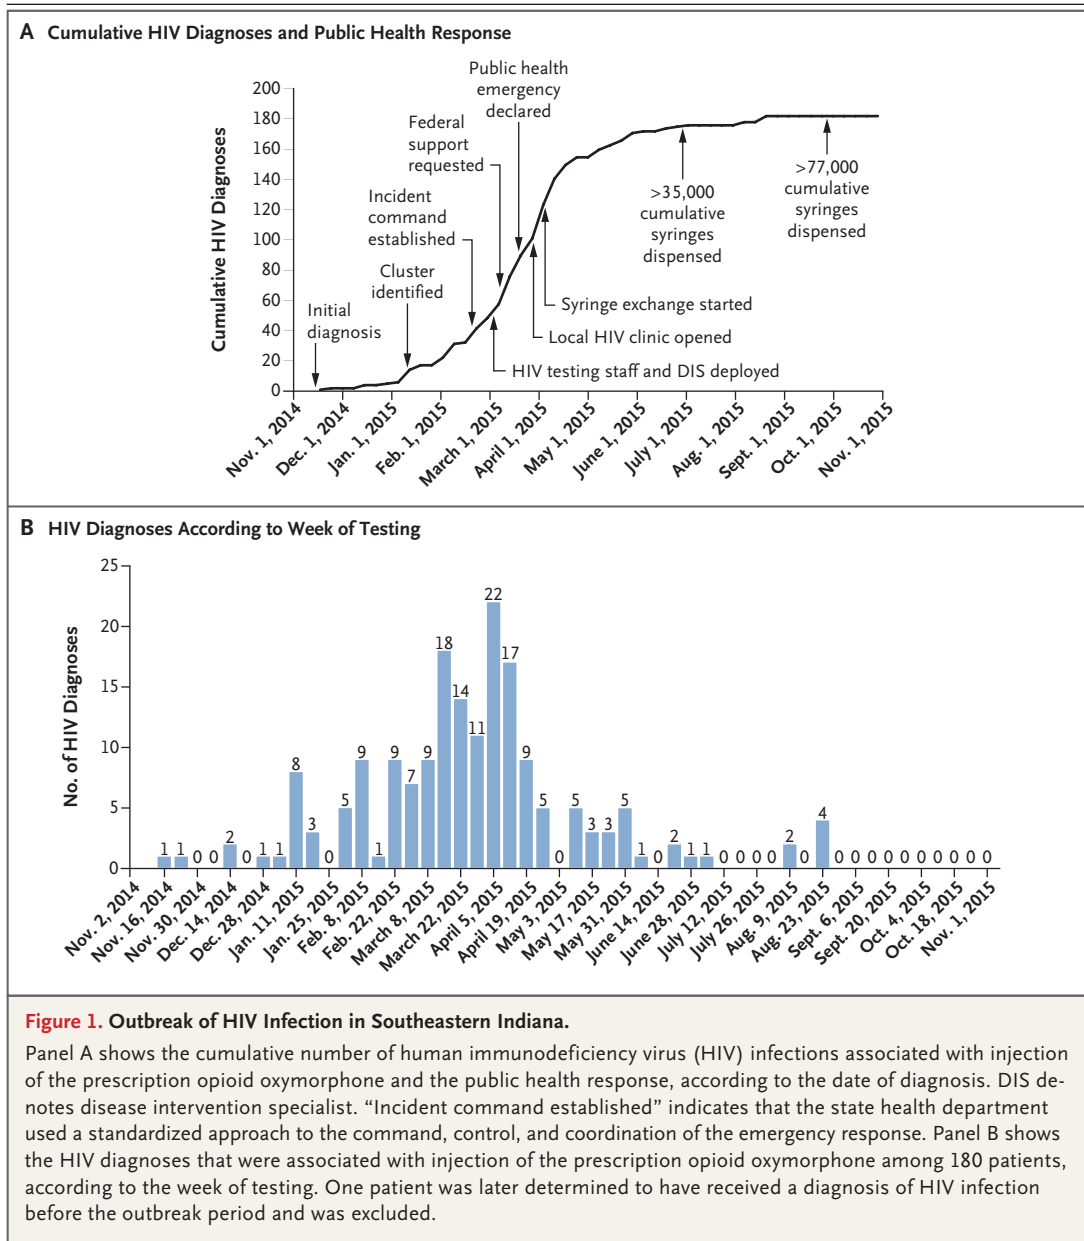 A Cumulative HIV Diagnoses and Public Health Response
Cumulative HIV Diagnoses
200
180
160
140
120
100
80
60
40
20
0
Initial
diagnosis
Cluster
identified
Incident
command
established
Federal
support
requested
Public health
emergency
declared
>35,000
cumulative
syringes
dispensed
>77,000
cumulative
syringes
dispensed
Syringe exchange started
Local HIV clinic opened
HIV testing staff and DIS deployed
Nov. 1, 2014
Dec. 1, 2014
Jan. 1, 2015
Feb. 1, 2015
March 1, 2015
April 1, 2015
May 1, 2015
June 1, 2015
July 1, 2015
Aug. 1, 2015
Sept. 1, 2015
Oct. 1, 2015
Nov. 1, 2015
B HIV Diagnoses According to Week of Testing
No. of HIV Diagnoses
25
20
15
10
5
0
1 1 0 0 2 0 1 1 8 3 0 5 9 1 9 7 9 18 14 11 22 17 9 5 0 5 3 3 5 1 0 2 1 1 0 0 0 0 2 0 4 0 0 0 0 0 0 0 0 0 0
Nov. 2, 2014
Nov. 16, 2014
Nov. 30, 2014
Dec. 14, 2014
Dec. 28, 2014
Jan. 11, 2015
Jan. 25, 2015
Feb. 8, 2015
Feb. 22, 2015
March 8, 2015
March 22, 2015
April 5, 2015
April 19, 2015
May 3, 2015
May 17, 2015
May 31, 2015
June 14, 2015
June 28, 2015
July 12, 2015
July 26, 2015
Aug. 9, 2015
Aug. 23, 2015
Sept. 6, 2015
Sept. 20, 2015
Oct. 4, 2015
Oct. 18, 2015
Nov. 1, 2015
Figure 1. Outbreak of HIV Infection in Southeastern Indiana.
Panel A shows the cumulative number of human immunodeficiency virus (HIV) infections associated with injection
of the prescription opioid oxymorphone and the public health response, according to the date of diagnosis. DIS de-
notes disease intervention specialist. “Incident command established” indicates that the state health department
used a standardized approach to the command, control, and coordination of the emergency response. Panel B shows
the HIV diagnoses that were associated with injection of the prescription opioid oxymorphone among 180 patients,
according to the week of testing. One patient was later determined to have received a diagnosis of HIV infection
before the outbreak period and was excluded.